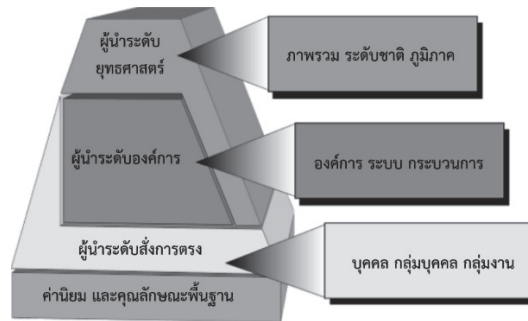 ผู้นำระดับ
ยุทธศาสตร์
ภาพรวม ระดับชาติ ภูมิภาค
ผู้นำระดับองค์การ
องค์การ ระบบ กระบวนการ
ผู้นำระดับสั่งการตรง
บุคคล กลุ่มบุคคล กลุ่มงาน
ค่านิยม และคุณลักษณะพื้นฐาน